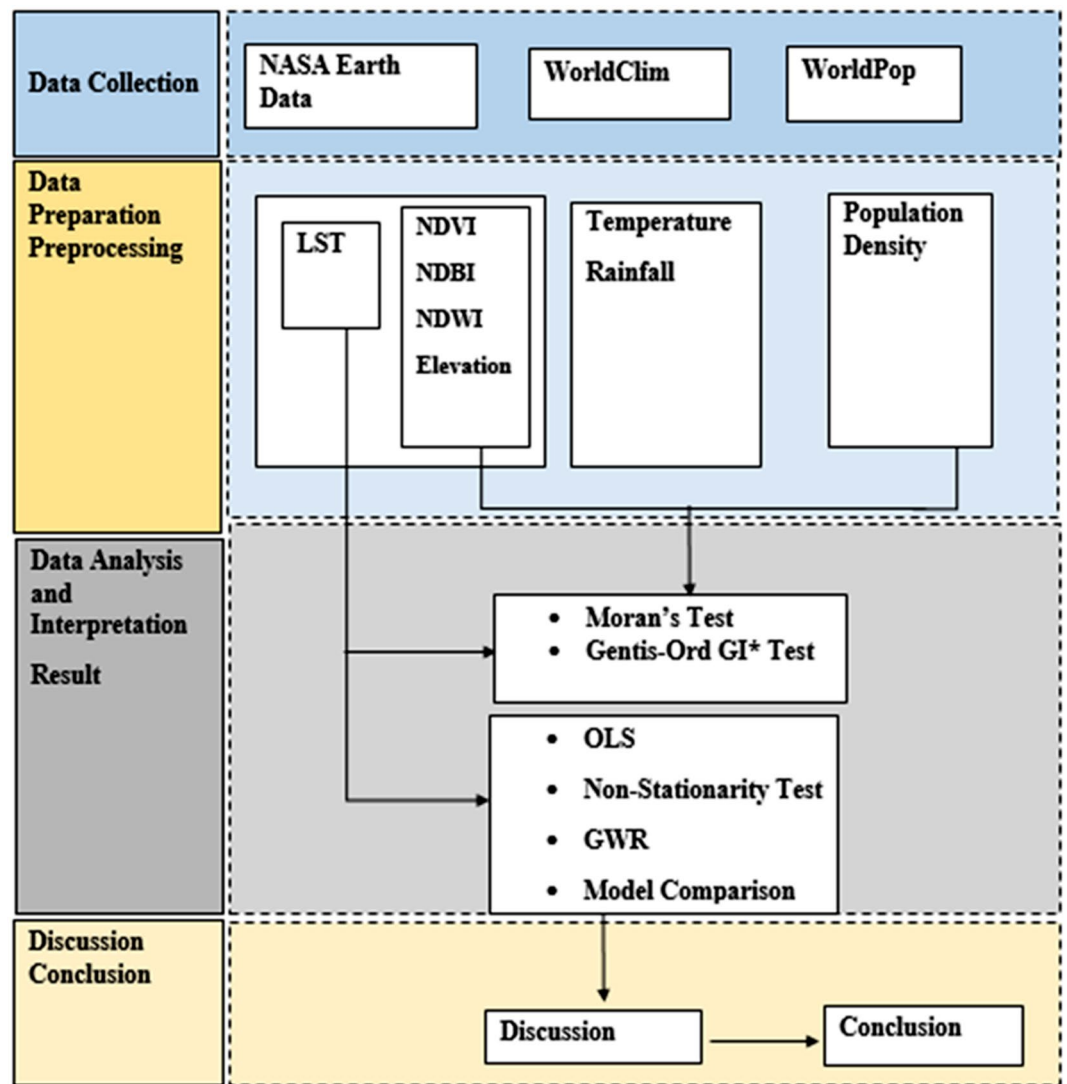 Data Collection
NASA Earth
Data
WorldClim
WorldPop
Data
Preparation
Preprocessing
LST
NDVI
NDBI
NDWI
Elevation
Temperature
Rainfall
Population
Density
Data Analysis
and
Interpretation
Result
• Moran's Test
• Gentis-Ord GI* Test
• OLS
• Non-Stationarity Test
• GWR
• Model Comparison
Discussion
Conclusion
Discussion
Conclusion